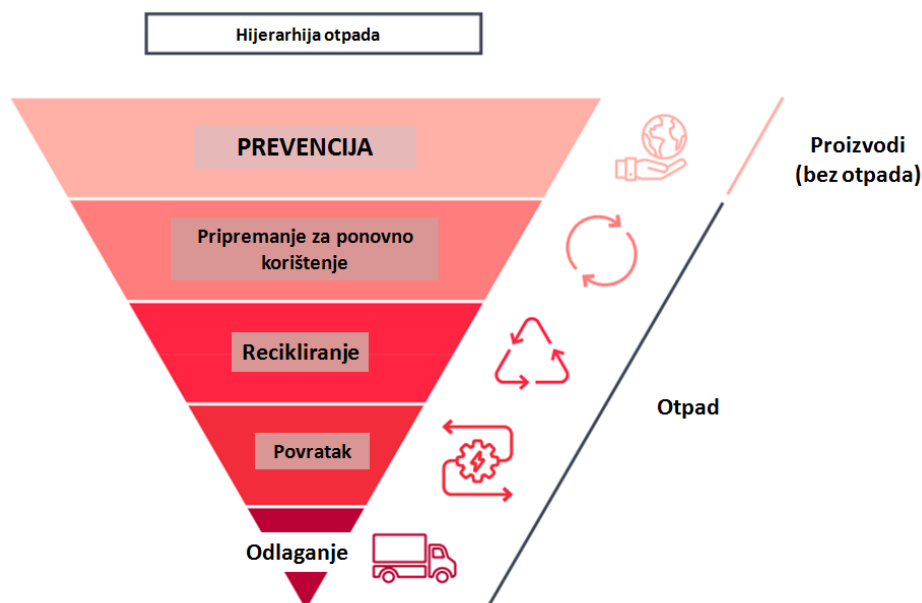 Hijerarhija otpada
PREVENCIJA
Proizvodi
(bez otpada)
Pripremanje za ponovno
korištenje
Recikliranje
Otpad
Povratak
Odlaganje